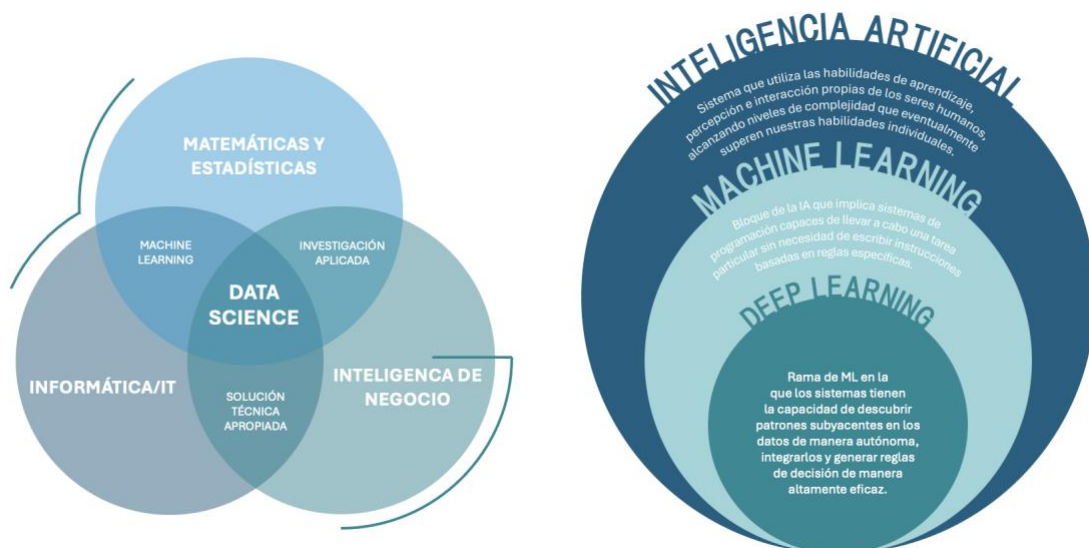 MATEMÁTICAS Y
ESTADÍSTICAS
MACHINE
LEARNING
INVESTIGACIÓN
APLICADA
DATA
SCIENCE
INFORMÁTICA/IT
INTELIGENCA DE
NEGOCIO
SOLUCIÓN
TÉCNICA
APROPIADA
INTELIGENCIA ARTIFICIAL
Sistema que utiliza las habilidades de aprendizaje,
percepción e interacción propias de los seres humanos,
alcanzando niveles de complejidad que eventualmente
superen nuestras habilidades individuales.
MACHINE LEARNING
Bloque de la IA que implica sistemas de
programación capaces de llevar a cabo una tarea
particular sin necesidad de escribir instrucciones
basadas en reglas específicas.
DEEP LEARNING
Rama de ML en la
que los sistemas tienen
la capacidad de descubrir
patrones subyacentes en los
datos de manera autónoma,
integrarlos y generar reglas
de decisión de manera
altamente eficaz.